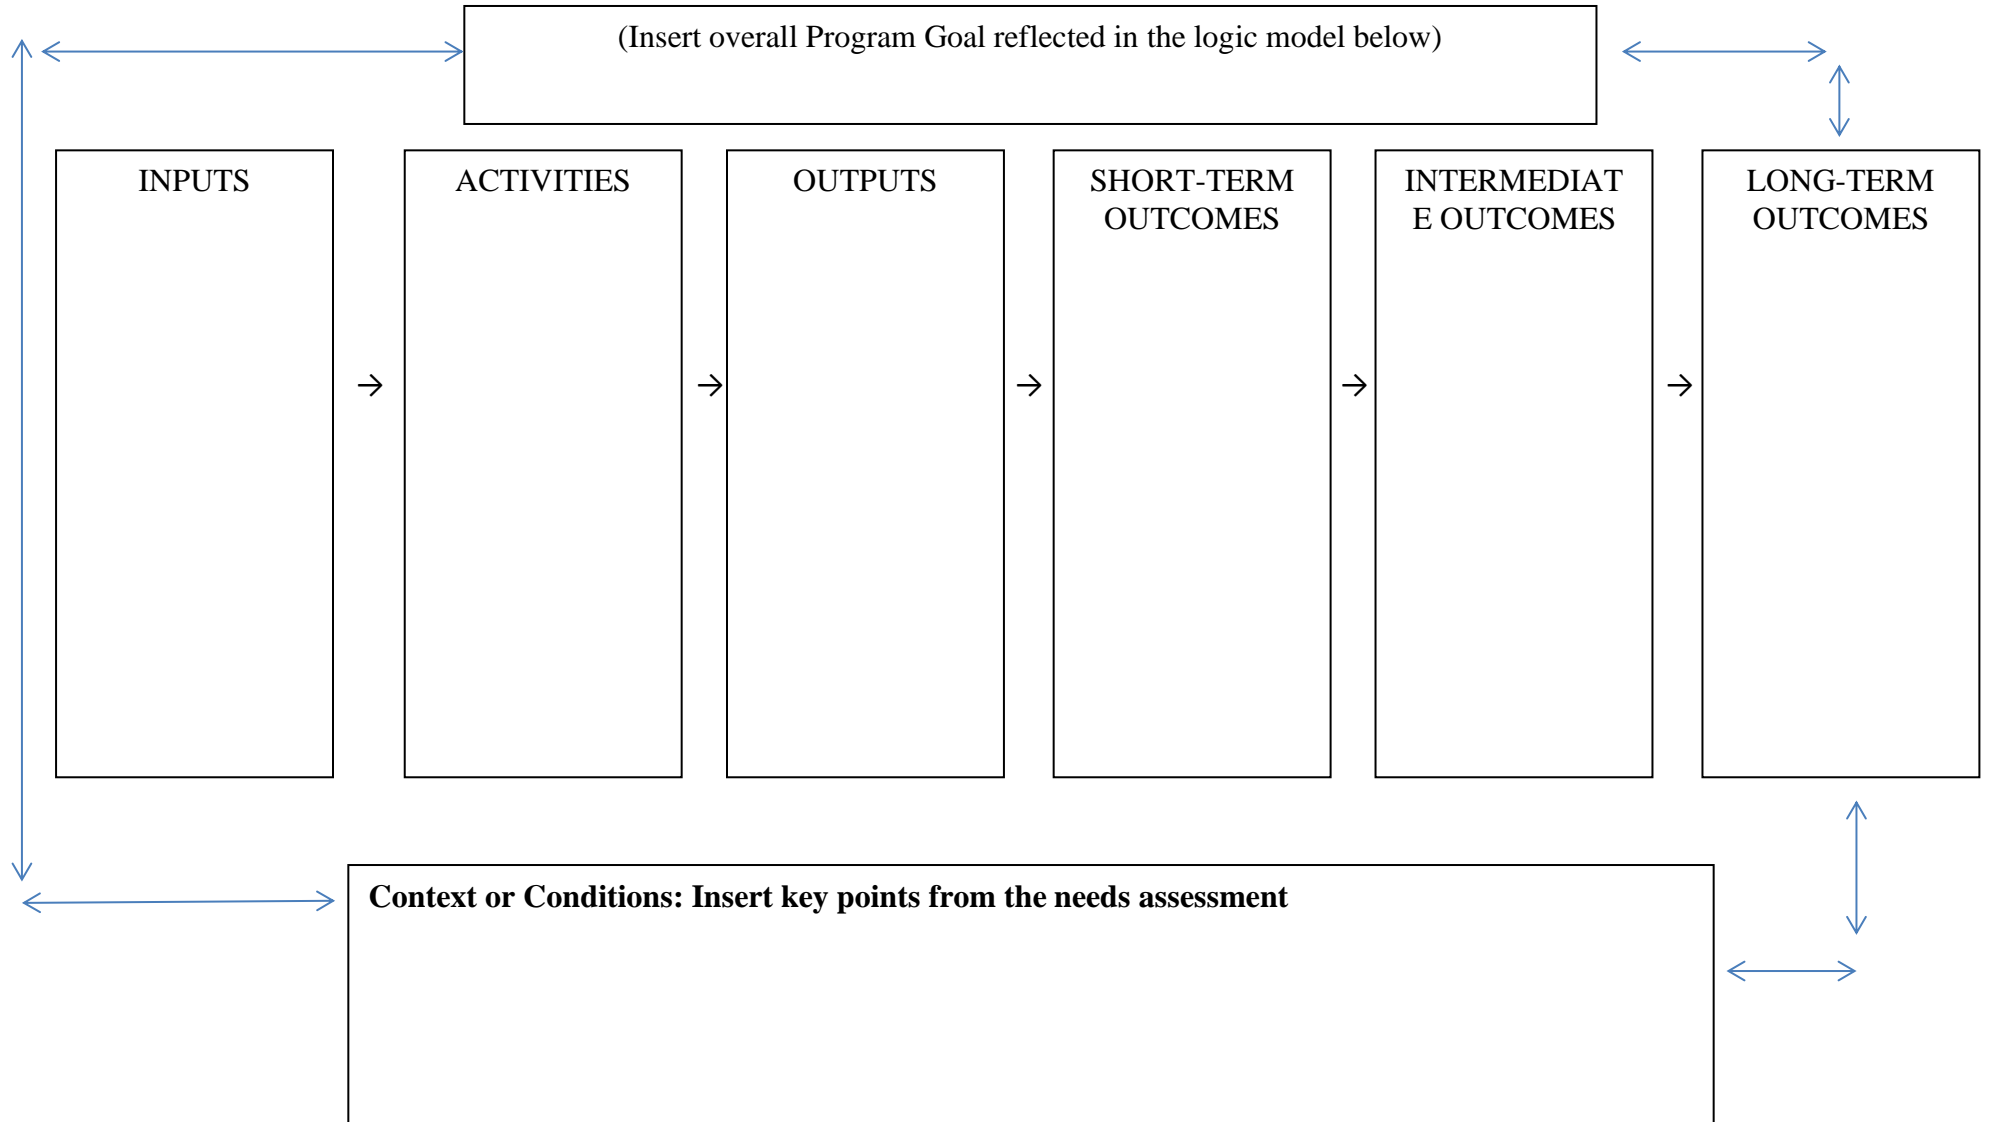 (Insert overall Program Goal reflected in the logic model below)
INPUTS
ACTIVITIES
OUTPUTS
SHORT-TERM
OUTCOMES
INTERMEDIAT
E OUTCOMES
LONG-TERM
OUTCOMES
Context or Conditions: Insert key points from the needs assessment